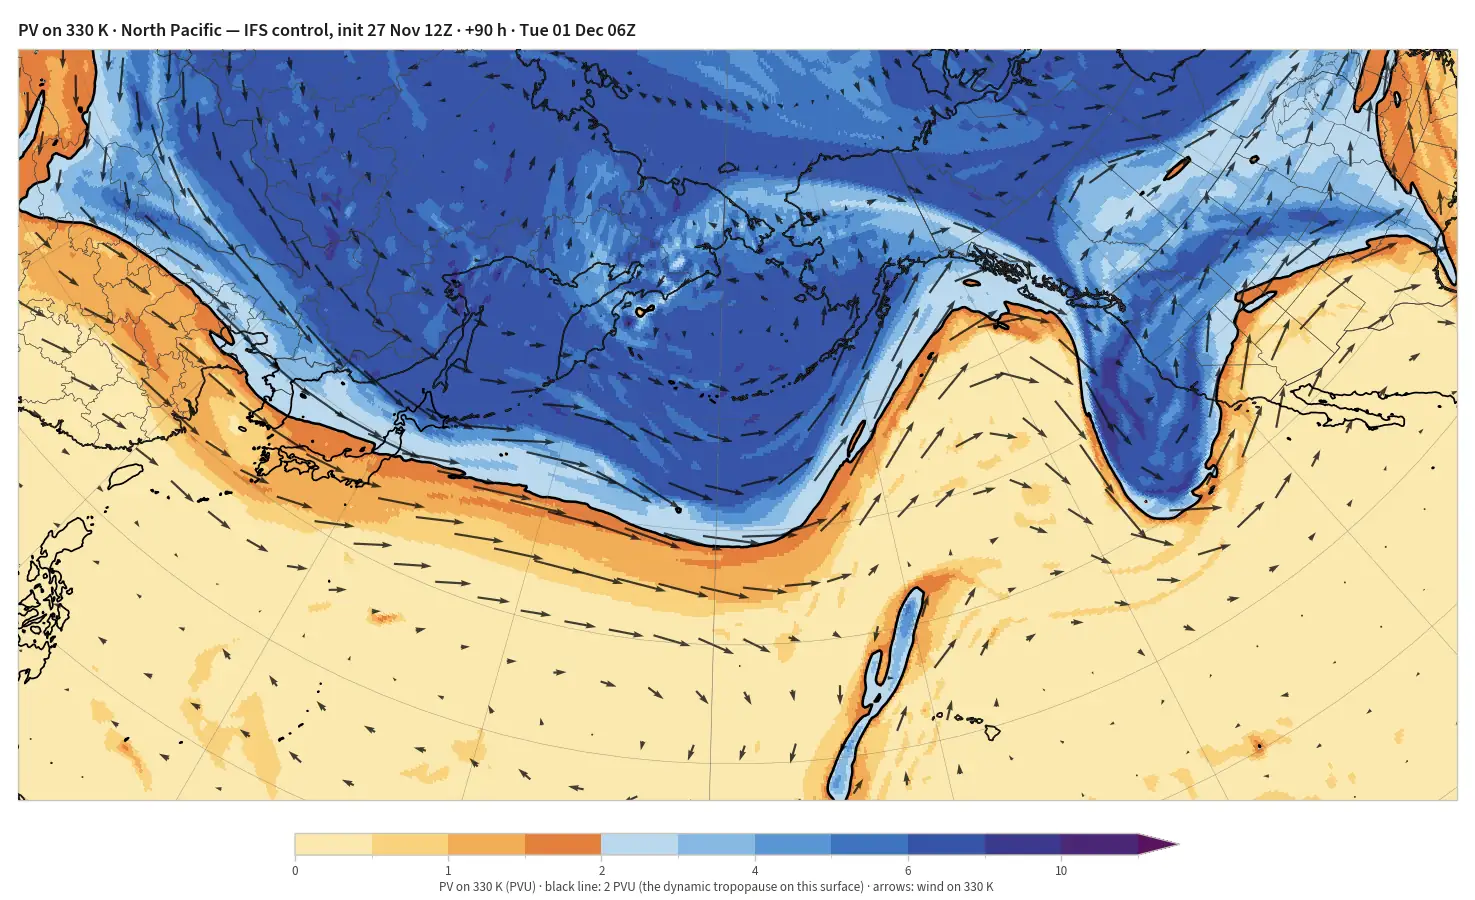 PV on 330 K · North Pacific — IFS control, init 27 Nov 12Z · +90 h · Tue 01 Dec 06Z
0 1 2 4 6 10
PV on 330 K (PVU) · black line: 2 PVU (the dynamic tropopause on this surface) · arrows: wind on 330 K